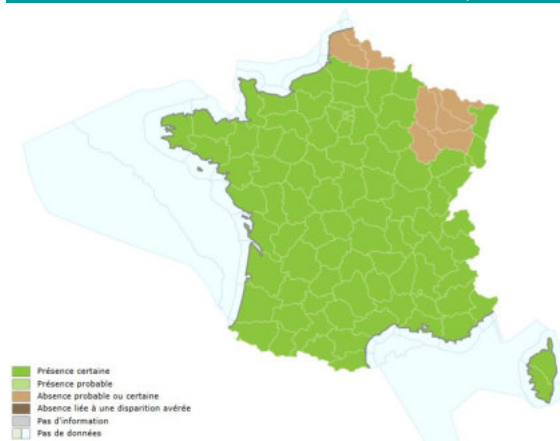 Présence certaine
Présence probable
Absence probable ou certaine
Absence liée à une disparition avérée
Pas d'information
Pas de données